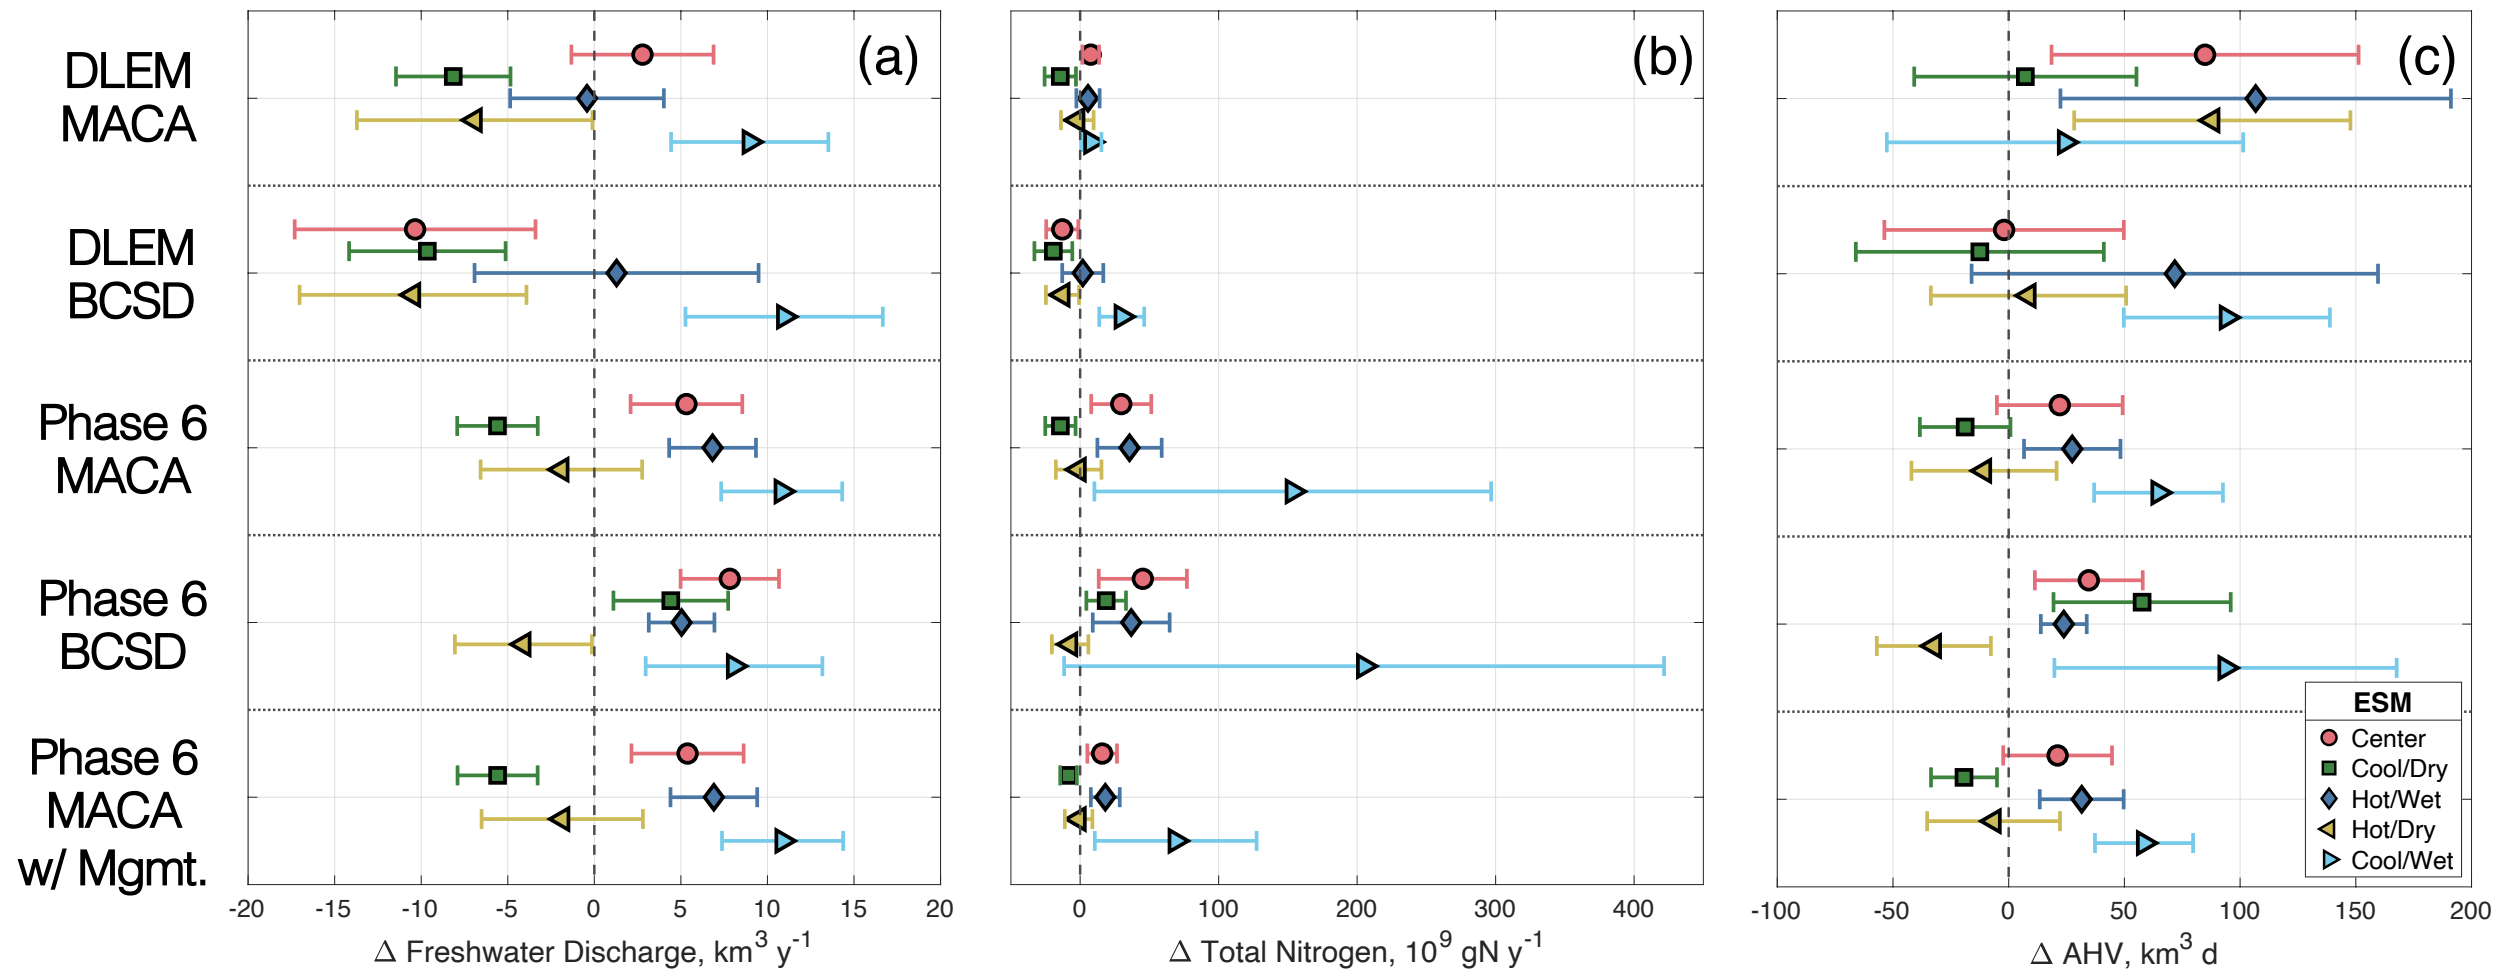 DLEM
MACA
DLEM
BCSD
Phase 6
MACA
Phase 6
BCSD
Phase 6
MACA
w/ Mgmt.
(a)
-20 -15 -10 -5 0 5 10 15 20
Δ Freshwater Discharge, km³ y⁻¹
(b)
0 100 200 300 400
Δ Total Nitrogen, 10⁹ gN y⁻¹
(c)
ESM
Center
Cool/Dry
Hot/Wet
Hot/Dry
Cool/Wet
-100 -50 0 50 100 150 200
Δ AHV, km³ d